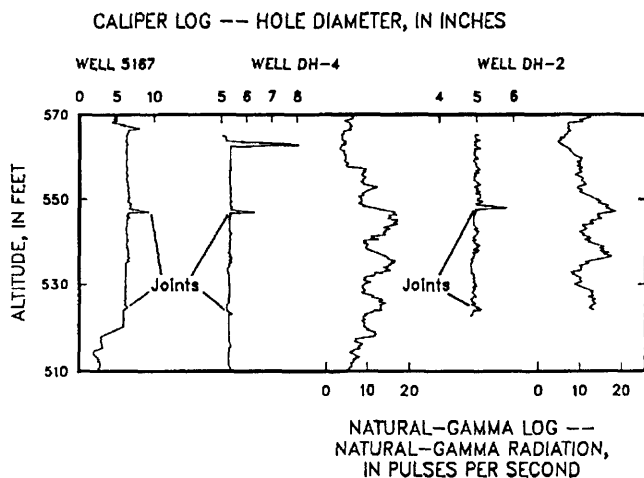 CALIPER LOG -- HOLE DIAMETER, IN INCHES
WELL 5167 WELL DH-4 WELL DH-2
0 5 10 5 6 7 8 4 5 6
570
550
530
510
ALTITUDE, IN FEET
Joints
Joints
0 10 20 0 10 20
NATURAL-GAMMA LOG --
NATURAL-GAMMA RADIATION,
IN PULSES PER SECOND